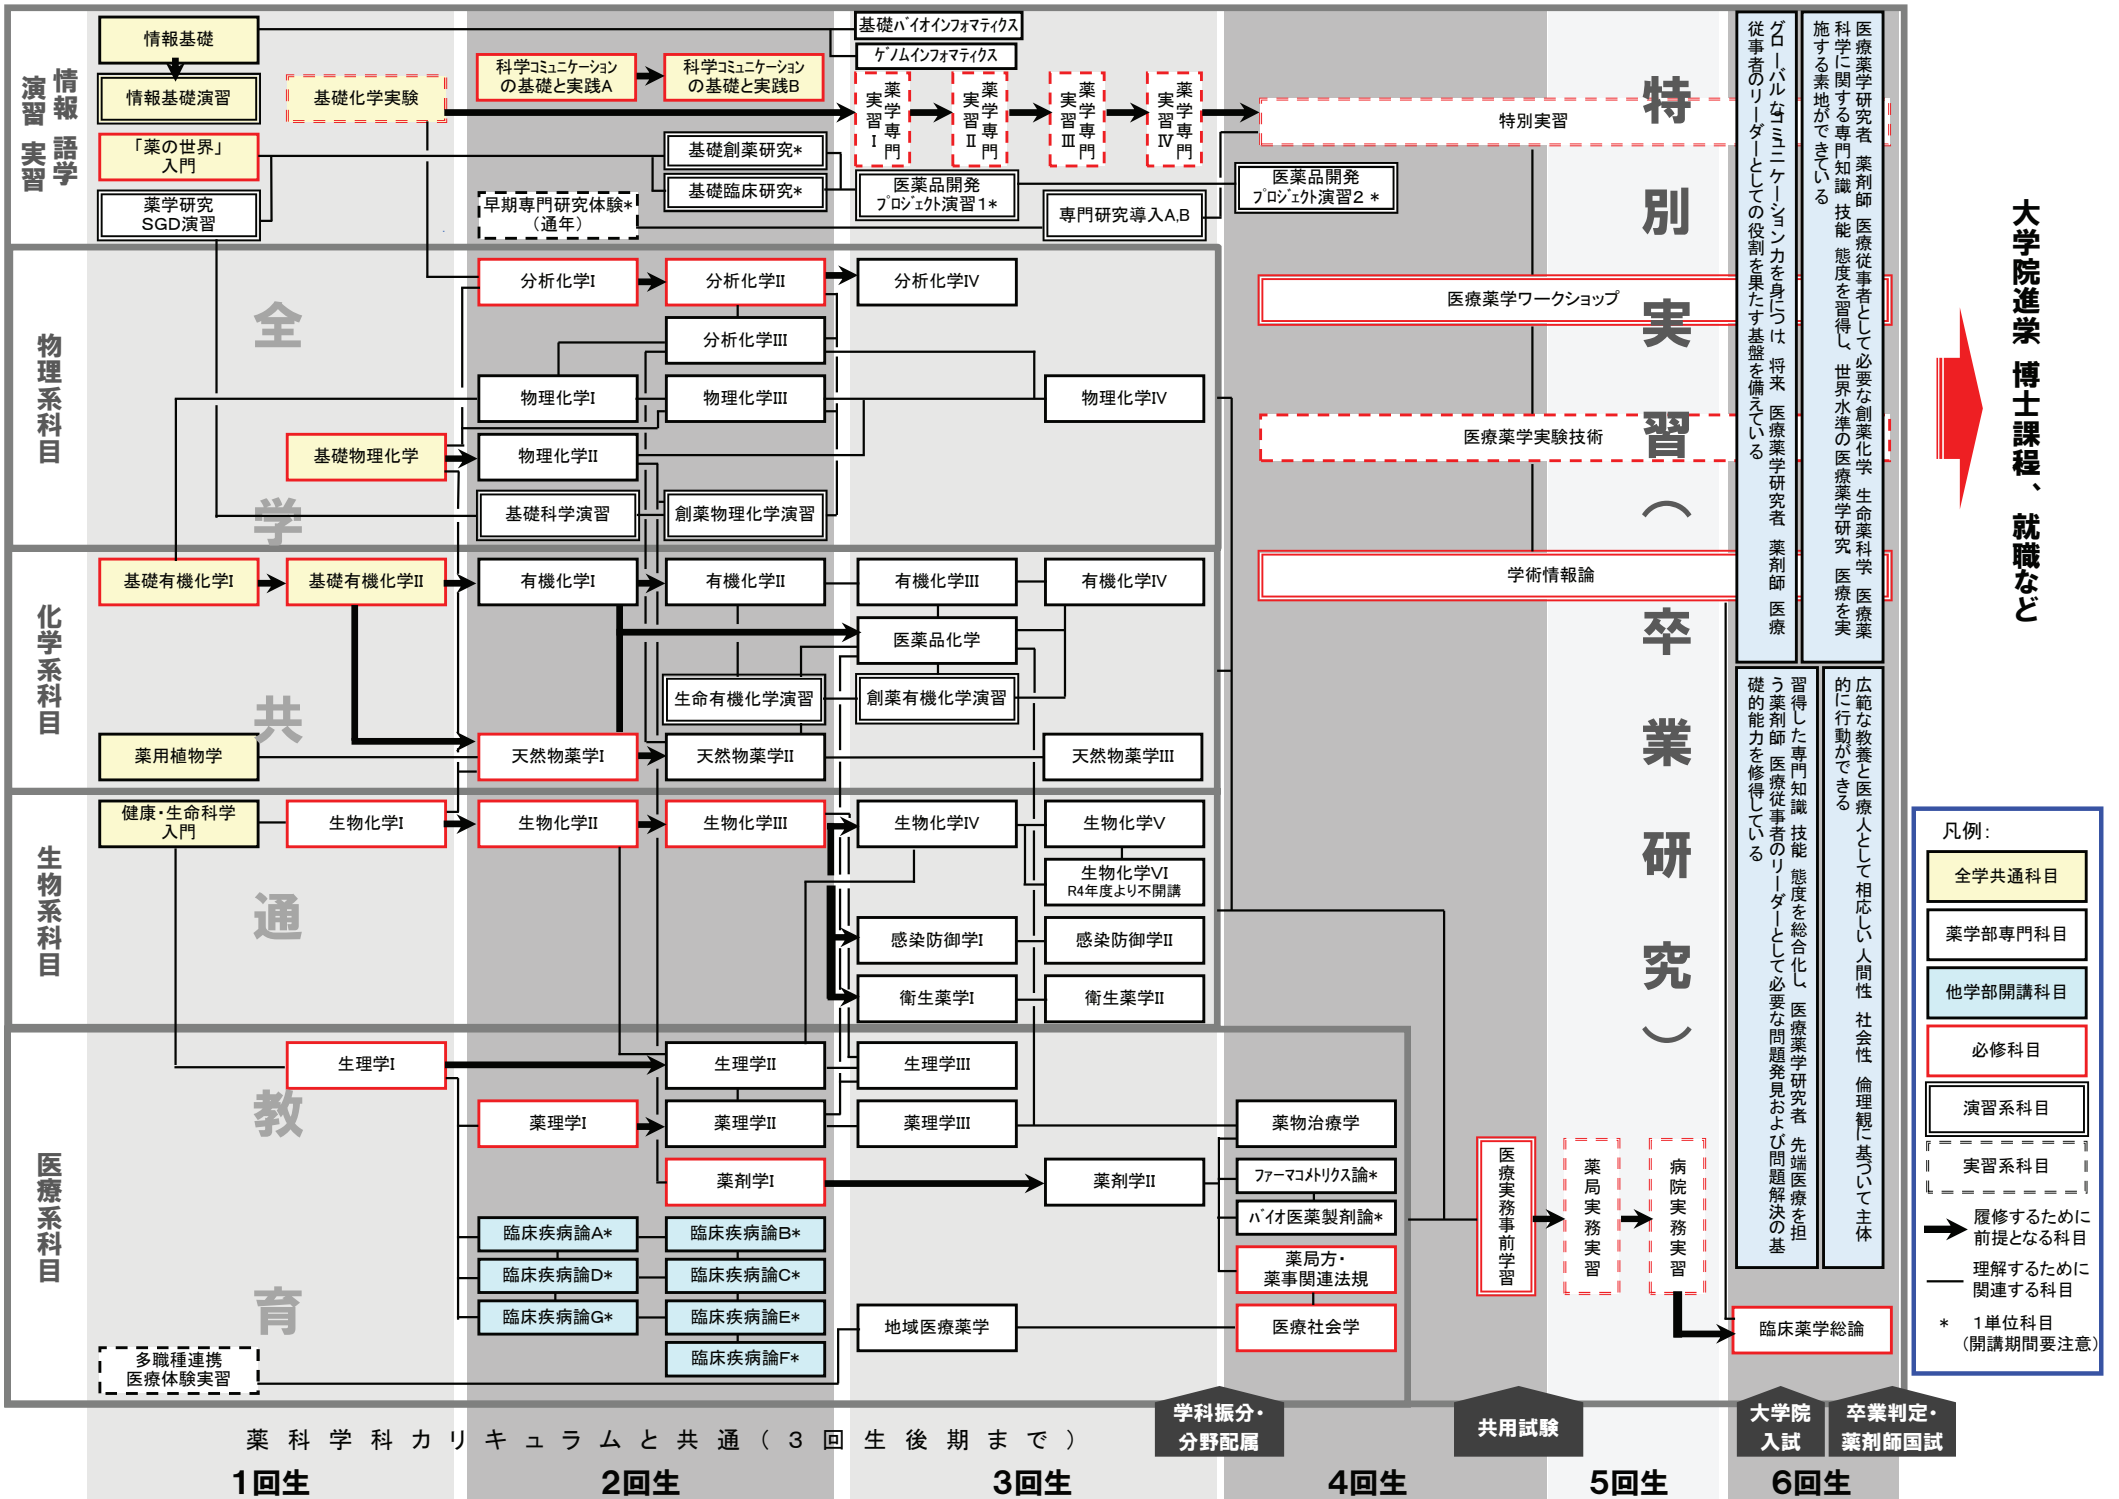 情報 語学
演習 実習
物理系科目
化学系科目
生物系科目
医療系科目
全学共通教育
情報基礎
情報基礎演習
「薬の世界」
入門
薬学研究
SGD演習
基礎化学実験
科学コミュニケーション
の基礎と実践A
科学コミュニケーション
の基礎と実践B
基礎創薬研究*
基礎臨床研究*
早期専門研究体験*
(通年)
基礎バイオインフォマティクス
ゲノムインフォマティクス
薬学専門
実習I
薬学専門
実習II
薬学専門
実習III
薬学専門
実習IV
医薬品開発
プロジェクト演習1*
専門研究導入A,B
医薬品開発
プロジェクト演習2 *
特別実習
分析化学I
分析化学II
分析化学IV
分析化学III
物理化学I
物理化学III
物理化学IV
基礎物理化学
物理化学II
基礎科学演習
創薬物理化学演習
医療薬学ワークショップ
医療薬学実験技術
学術情報論
基礎有機化学I
基礎有機化学II
有機化学I
有機化学II
有機化学III
有機化学IV
医薬品化学
生命有機化学演習
創薬有機化学演習
薬用植物学
天然物薬学I
天然物薬学II
天然物薬学III
健康・生命科学
入門
生物化学I
生物化学II
生物化学III
生物化学IV
生物化学V
生物化学VI
R4年度より不開講
感染防御学I
感染防御学II
衛生薬学I
衛生薬学II
生理学I
生理学II
生理学III
薬理学I
薬理学II
薬理学III
薬物治療学
薬剤学I
薬剤学II
ファーマコメトリクス論*
バイオ医薬製剤論*
薬局方・
薬事関連法規
医療社会学
臨床疾病論A*
臨床疾病論B*
臨床疾病論D*
臨床疾病論C*
臨床疾病論G*
臨床疾病論E*
臨床疾病論F*
地域医療薬学
多職種連携
医療体験実習
医療実務事前学習
薬局実務実習
病院実務実習
臨床薬学総論
特別実習(卒業研究)
医療薬学研究者、薬剤師、医療従事者として必要な創薬化学、生命薬科学、医療薬
科学に関する専門知識、技能、態度を習得し、世界水準の医療薬学研究、医療を実
施する素地ができている
グローバルなコミュニケーション力を身につけ、将来、医療薬学研究者、薬剤師、医療
従事者のリーダーとしての役割を果たす基盤を備えている
広範な教養と医療人として相応しい人間性、社会性、倫理観に基づいて主体
的に行動ができる
習得した専門知識、技能、態度を総合化し、医療薬学研究者、先端医療を担
う薬剤師、医療従事者のリーダーとして必要な問題発見および問題解決の基
礎的能力を修得している
大学院進学 博士課程、就職など
凡例:
全学共通科目
薬学部専門科目
他学部開講科目
必修科目
演習系科目
実習系科目
履修するために
前提となる科目
理解するために
関連する科目
* 1単位科目
(開講期間要注意)
学科振分・
分野配属
共用試験
大学院
入試
卒業判定・
薬剤師国試
薬科学科カリキュラムと共通(3回生後期まで)
1回生
2回生
3回生
4回生
5回生
6回生